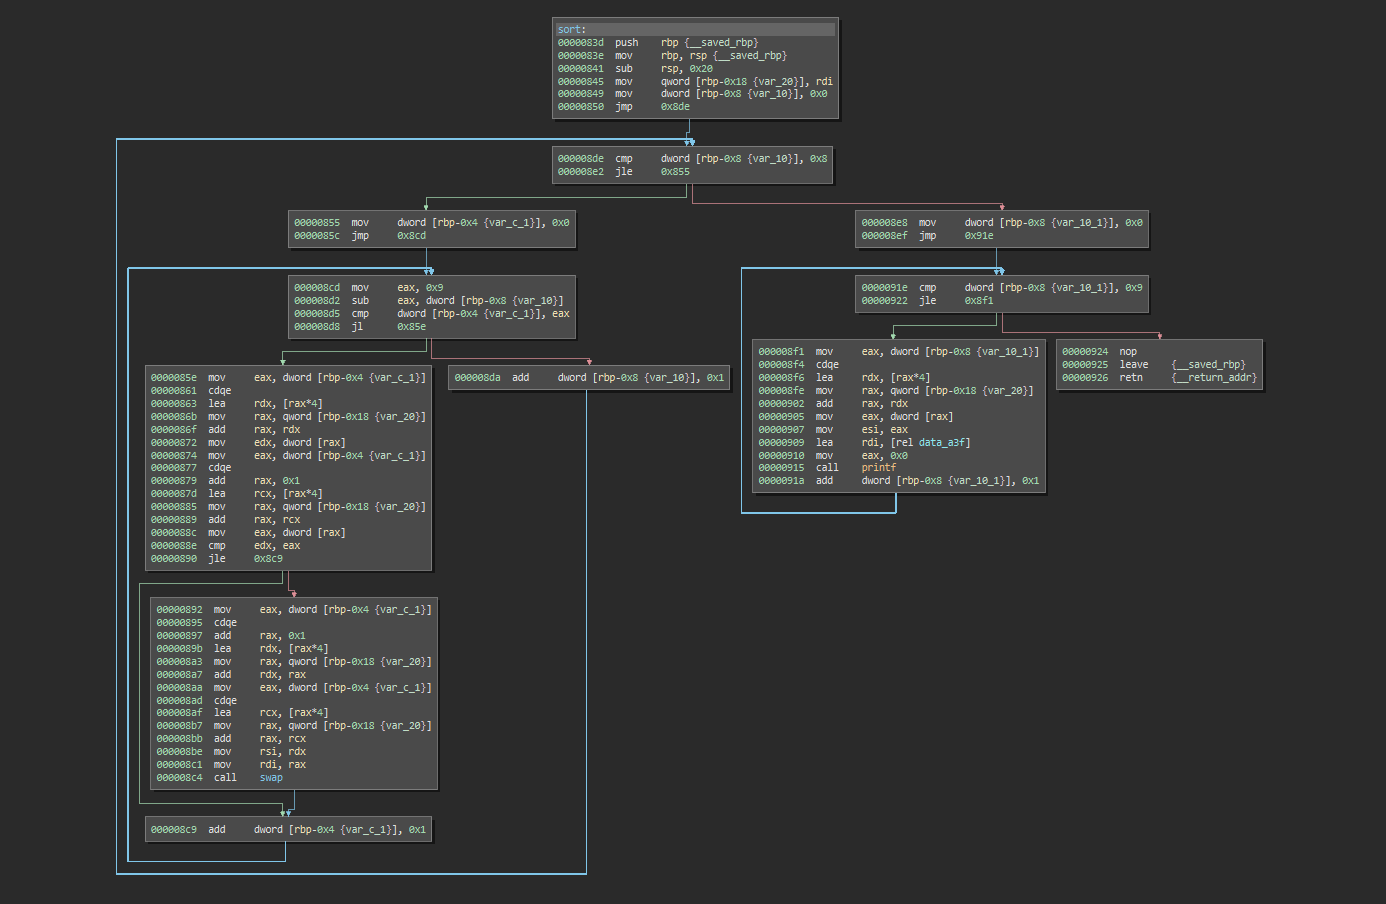 sort:
0000083d push rbp {__saved_rbp}
0000083e mov rbp, rsp {__saved_rbp}
00000841 sub rsp, 0x20
00000845 mov qword [rbp-0x18 {var_20}], rdi
00000849 mov dword [rbp-0x8 {var_10}], 0x0
00000850 jmp 0x8de
000008de cmp dword [rbp-0x8 {var_10}], 0x8
000008e2 jle 0x855
00000855 mov dword [rbp-0x4 {var_c_1}], 0x0
0000085c jmp 0x8cd
000008e8 mov dword [rbp-0x8 {var_10_1}], 0x0
000008ef jmp 0x91e
000008cd mov eax, 0x9
000008d2 sub eax, dword [rbp-0x8 {var_10}]
000008d5 cmp dword [rbp-0x4 {var_c_1}], eax
000008d8 jl 0x85e
0000091e cmp dword [rbp-0x8 {var_10_1}], 0x9
00000922 jle 0x8f1
0000085e mov eax, dword [rbp-0x4 {var_c_1}]
00000861 cdqe
00000863 lea rdx, [rax*4]
0000086b mov rax, qword [rbp-0x18 {var_20}]
0000086f add rax, rdx
00000872 mov edx, dword [rax]
00000874 mov eax, dword [rbp-0x4 {var_c_1}]
00000877 cdqe
00000879 add rax, 0x1
0000087d lea rcx, [rax*4]
00000885 mov rax, qword [rbp-0x18 {var_20}]
00000889 add rax, rcx
0000088c mov eax, dword [rax]
0000088e cmp edx, eax
00000890 jle 0x8c9
000008da add dword [rbp-0x8 {var_10}], 0x1
000008f1 mov eax, dword [rbp-0x8 {var_10_1}]
000008f4 cdqe
000008f6 lea rdx, [rax*4]
000008fe mov rax, qword [rbp-0x18 {var_20}]
00000902 add rax, rdx
00000905 mov eax, dword [rax]
00000907 mov esi, eax
00000909 lea rdi, [rel data_a3f]
00000910 mov eax, 0x0
00000915 call printf
0000091a add dword [rbp-0x8 {var_10_1}], 0x1
00000924 nop
00000925 leave {__saved_rbp}
00000926 retn {__return_addr}
00000892 mov eax, dword [rbp-0x4 {var_c_1}]
00000895 cdqe
00000897 add rax, 0x1
0000089b lea rdx, [rax*4]
000008a3 mov rax, qword [rbp-0x18 {var_20}]
000008a7 add rdx, rax
000008aa mov eax, dword [rbp-0x4 {var_c_1}]
000008ad cdqe
000008af lea rcx, [rax*4]
000008b7 mov rax, qword [rbp-0x18 {var_20}]
000008bb add rax, rcx
000008be mov rsi, rdx
000008c1 mov rdi, rax
000008c4 call swap
000008c9 add dword [rbp-0x4 {var_c_1}], 0x1